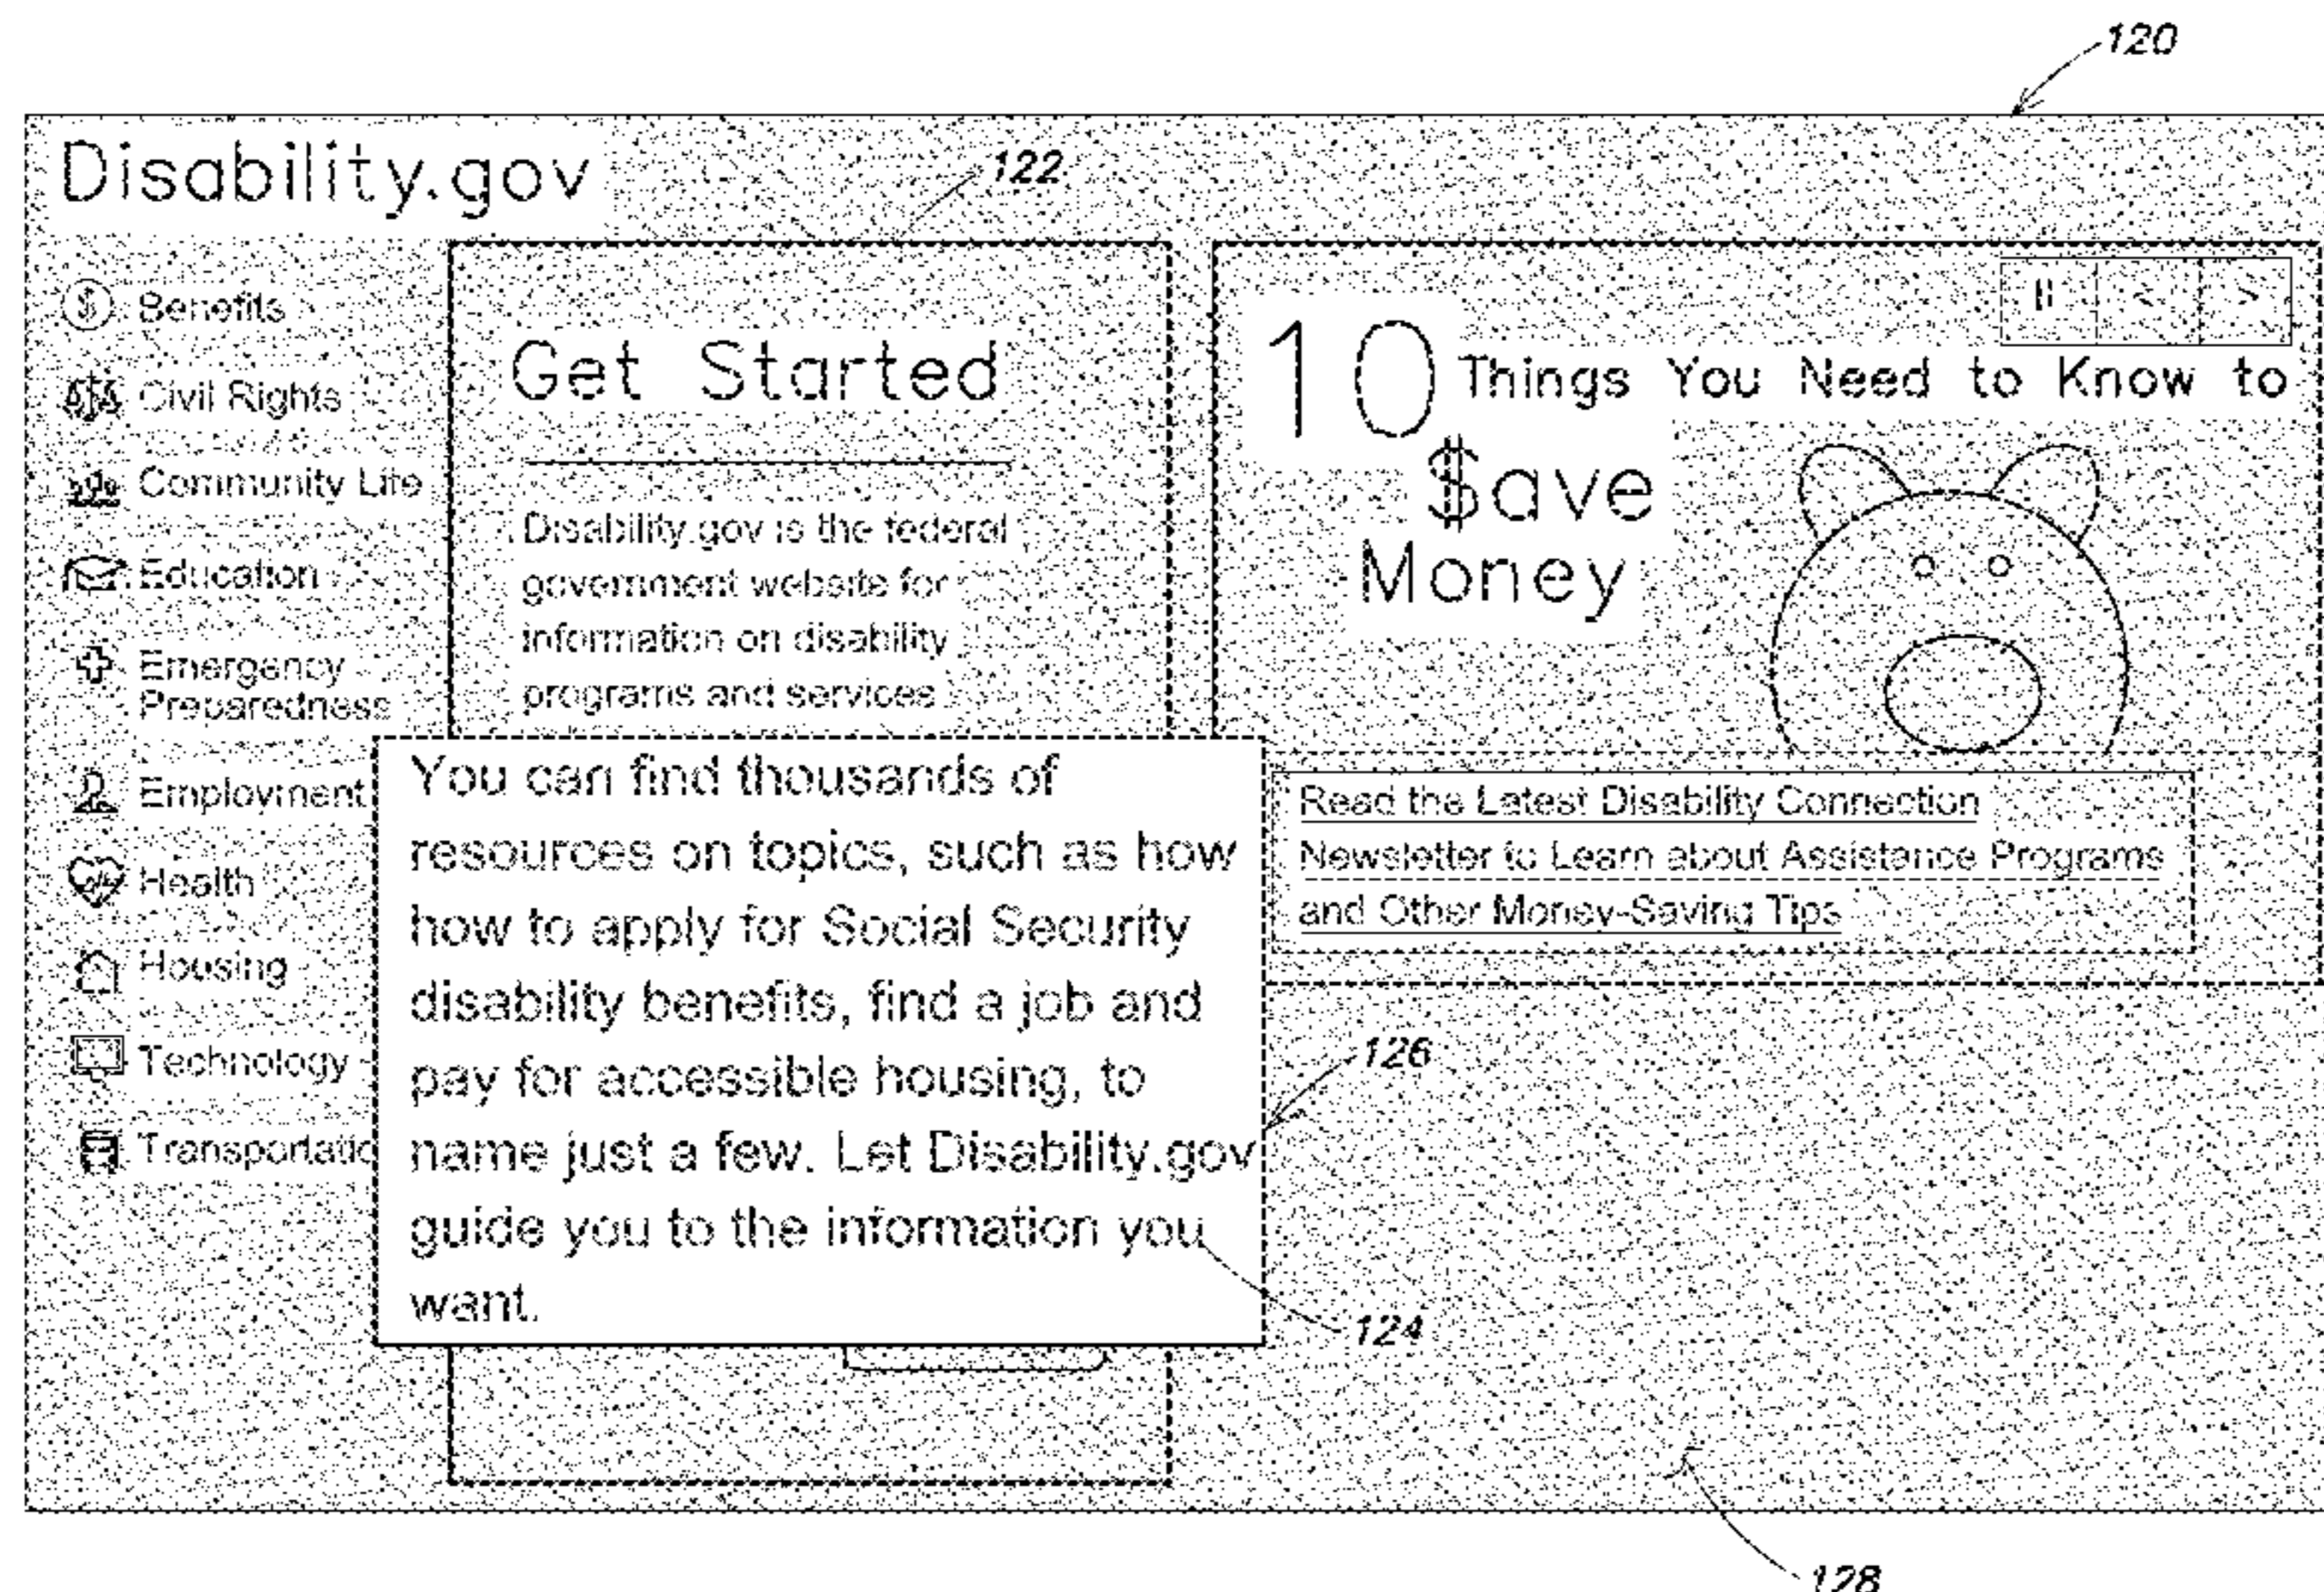 120
Disability.gov
122
Benefits
Civil Rights
Community Life
Education
Emergency
Preparedness
Employment
Health
Housing
Technology
Transportatio
Get Started
Disability.gov is the federal
government website for
information on disability
programs and services
You can find thousands of
resources on topics, such as how
how to apply for Social Security
disability benefits, find a job and
pay for accessible housing, to
name just a few. Let Disability.gov
guide you to the information you
want.
10 Things You Need to Know to
$ave
Money
Read the Latest Disability Connection
Newsletter to Learn about Assistance Programs
and Other Money-Saving Tips
126
124
128